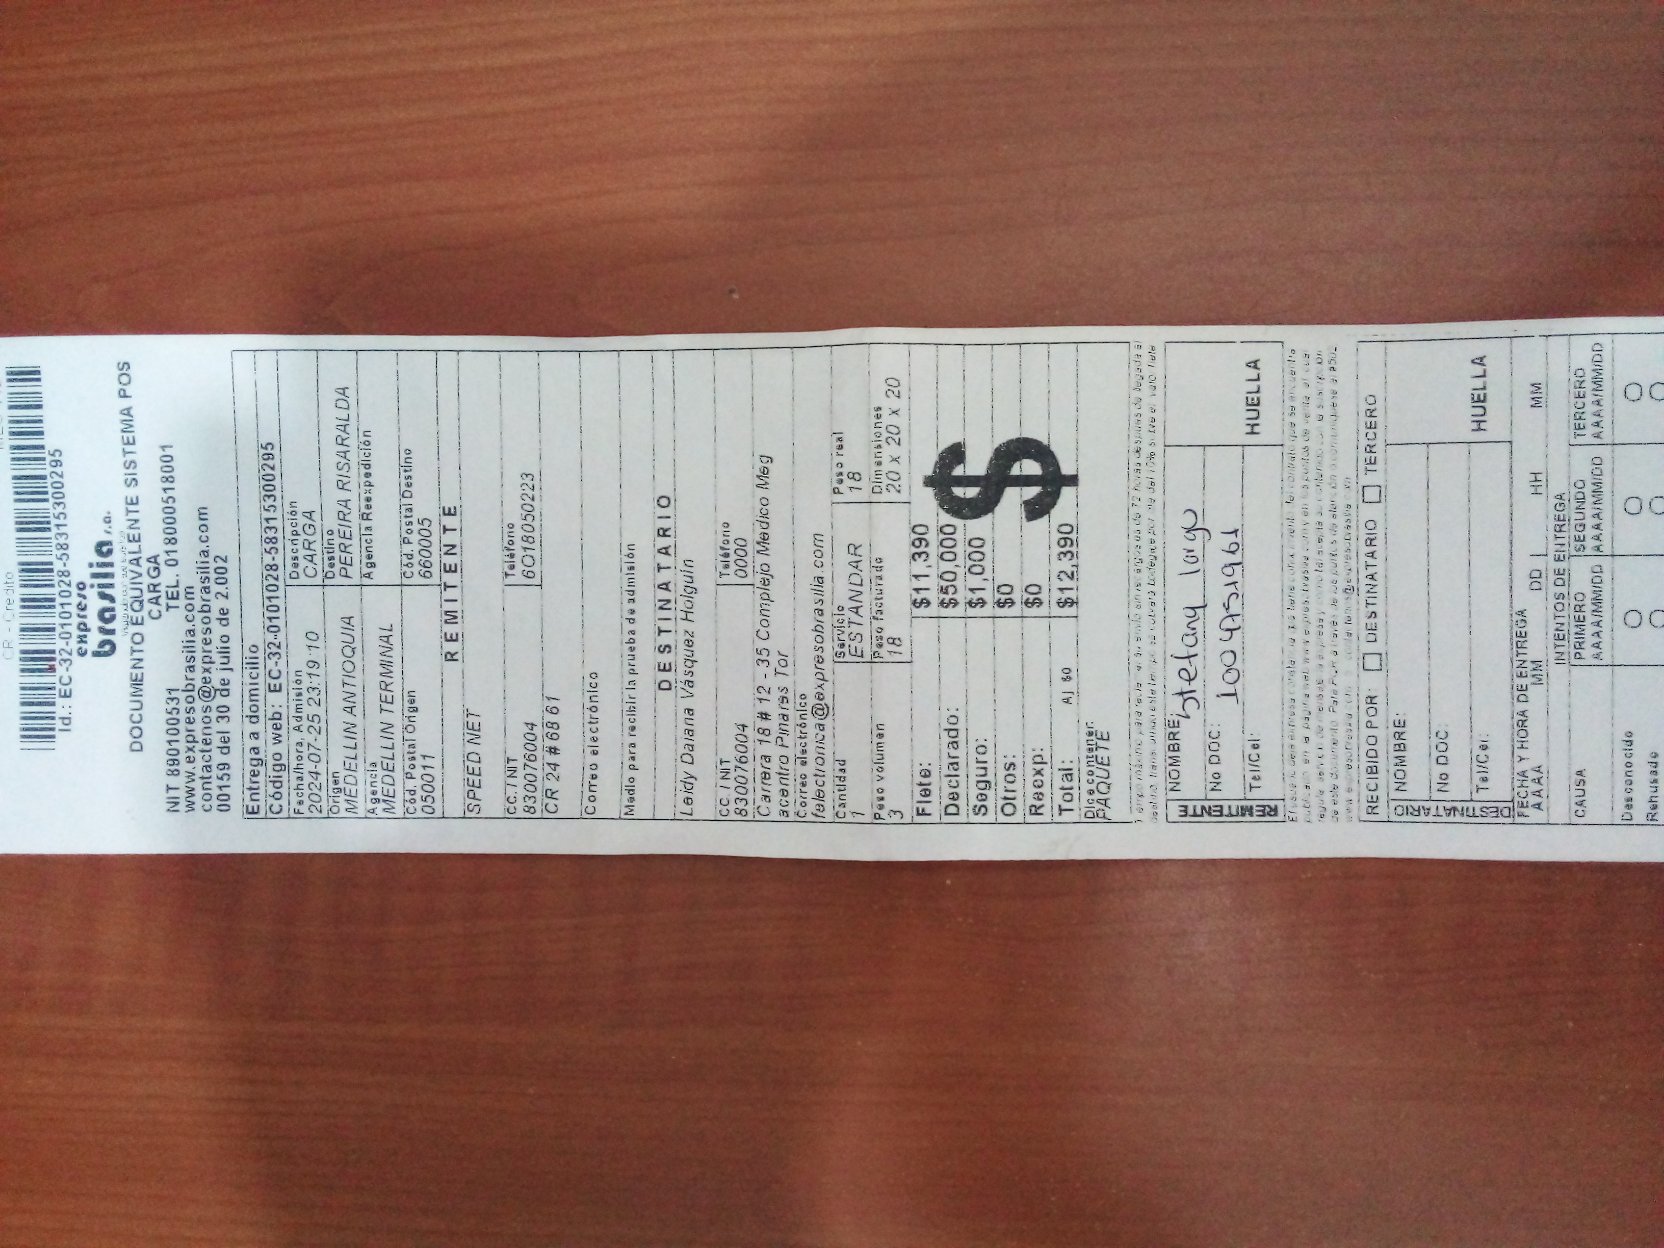 CR - Crédito
Id.: EC-32-0101028-58315300295
expreso
brasilia s.a.
DOCUMENTO EQUIVALENTE SISTEMA POS
CARGA
NIT 890100531 TEL. 018000518001
www.expresobrasilia.com
contactenos@expresobrasilia.com
00159 del 30 de julio de 2.002
Entrega a domicilio
Código web: EC-32-0101028-58315300295
Fecha/hora, Admisión Descripción
2024-07-25 23:19:10 CARGA
Origen Destino
MEDELLIN ANTIOQUIA PEREIRA RISARALDA
Agencia Agencia Reexpedición
MEDELLIN TERMINAL
Cód. Postal Origen Cód. Postal Destino
050011 660005
REMITENTE
SPEED NET
CC. / NIT Teléfono
830076004 6018050223
CR 24 # 68 61
Correo electrónico
Medio para recibir la prueba de admisión
DESTINATARIO
Leidy Daiana Vásquez Holguin
CC. / NIT Teléfono
830076004 0000
Carrera 18 # 12 - 35 Complejo Medico Meg
acentro Pinares Tor
Correo electrónico
felectronica@expresobrasilia.com
Cantidad Servicio Peso real
1 ESTANDAR 18
Peso volumen Peso facturado Dimensiones
3 18 20 x 20 x 20
Flete: $11,390
Declarado: $50,000
Seguro: $1,000
Otros: $0
Reexp: $0
Total: Aj $0 $12,390
$
Dice contener:
PAQUETE
REMITENTE
NOMBRE: Stefany largo
No DOC:
Tel/Cel:
HUELLA
RECIBIDO POR: DESTINATARIO TERCERO
DESTINATARIO
NOMBRE:
No DOC:
Tel/Cel:
HUELLA
FECHA Y HORA DE ENTREGA
AAAA MM DD HH MM
INTENTOS DE ENTREGA
CAUSA PRIMERO SEGUNDO TERCERO
AAAA/MM/DD AAAA/MM/DD AAAA/MM/DD
Desconocido
Rehusado